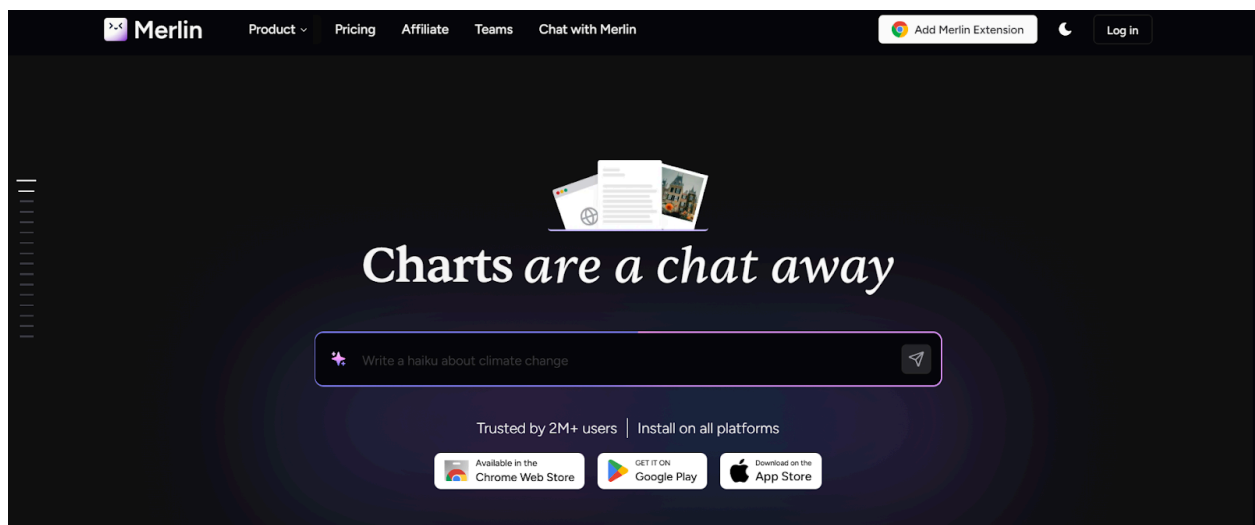 Merlin Product Pricing Affiliate Teams Chat with Merlin Add Merlin Extension Log in
Charts are a chat away
Write a haiku about climate change
Trusted by 2M+ users | Install on all platforms
Available in the
Chrome Web Store
GET IT ON
Google Play
Download on the
App Store